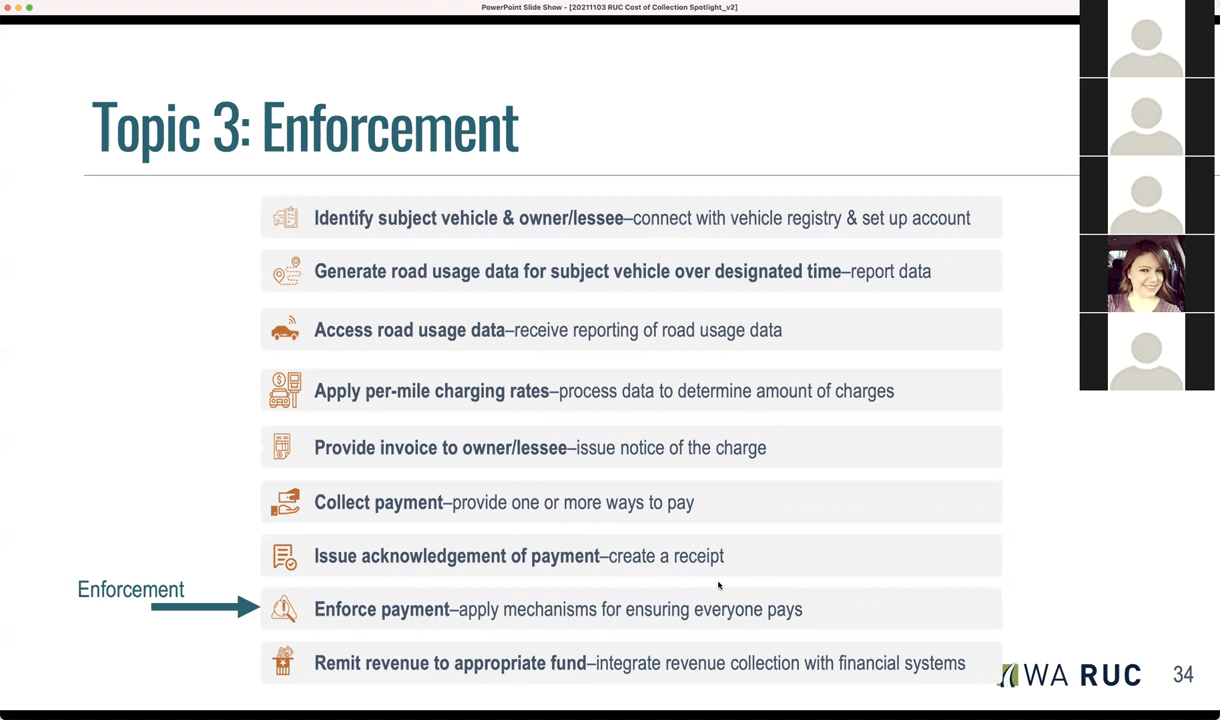 PowerPoint Slide Show - [20211103 RUC Cost of Collection Spotlight_v2]
Topic 3: Enforcement
Identify subject vehicle & owner/lessee–connect with vehicle registry & set up account
Generate road usage data for subject vehicle over designated time–report data
Access road usage data–receive reporting of road usage data
Apply per-mile charging rates–process data to determine amount of charges
Provide invoice to owner/lessee–issue notice of the charge
Collect payment–provide one or more ways to pay
Issue acknowledgement of payment–create a receipt
Enforcement
Enforce payment–apply mechanisms for ensuring everyone pays
Remit revenue to appropriate fund–integrate revenue collection with financial systems
WA RUC
34